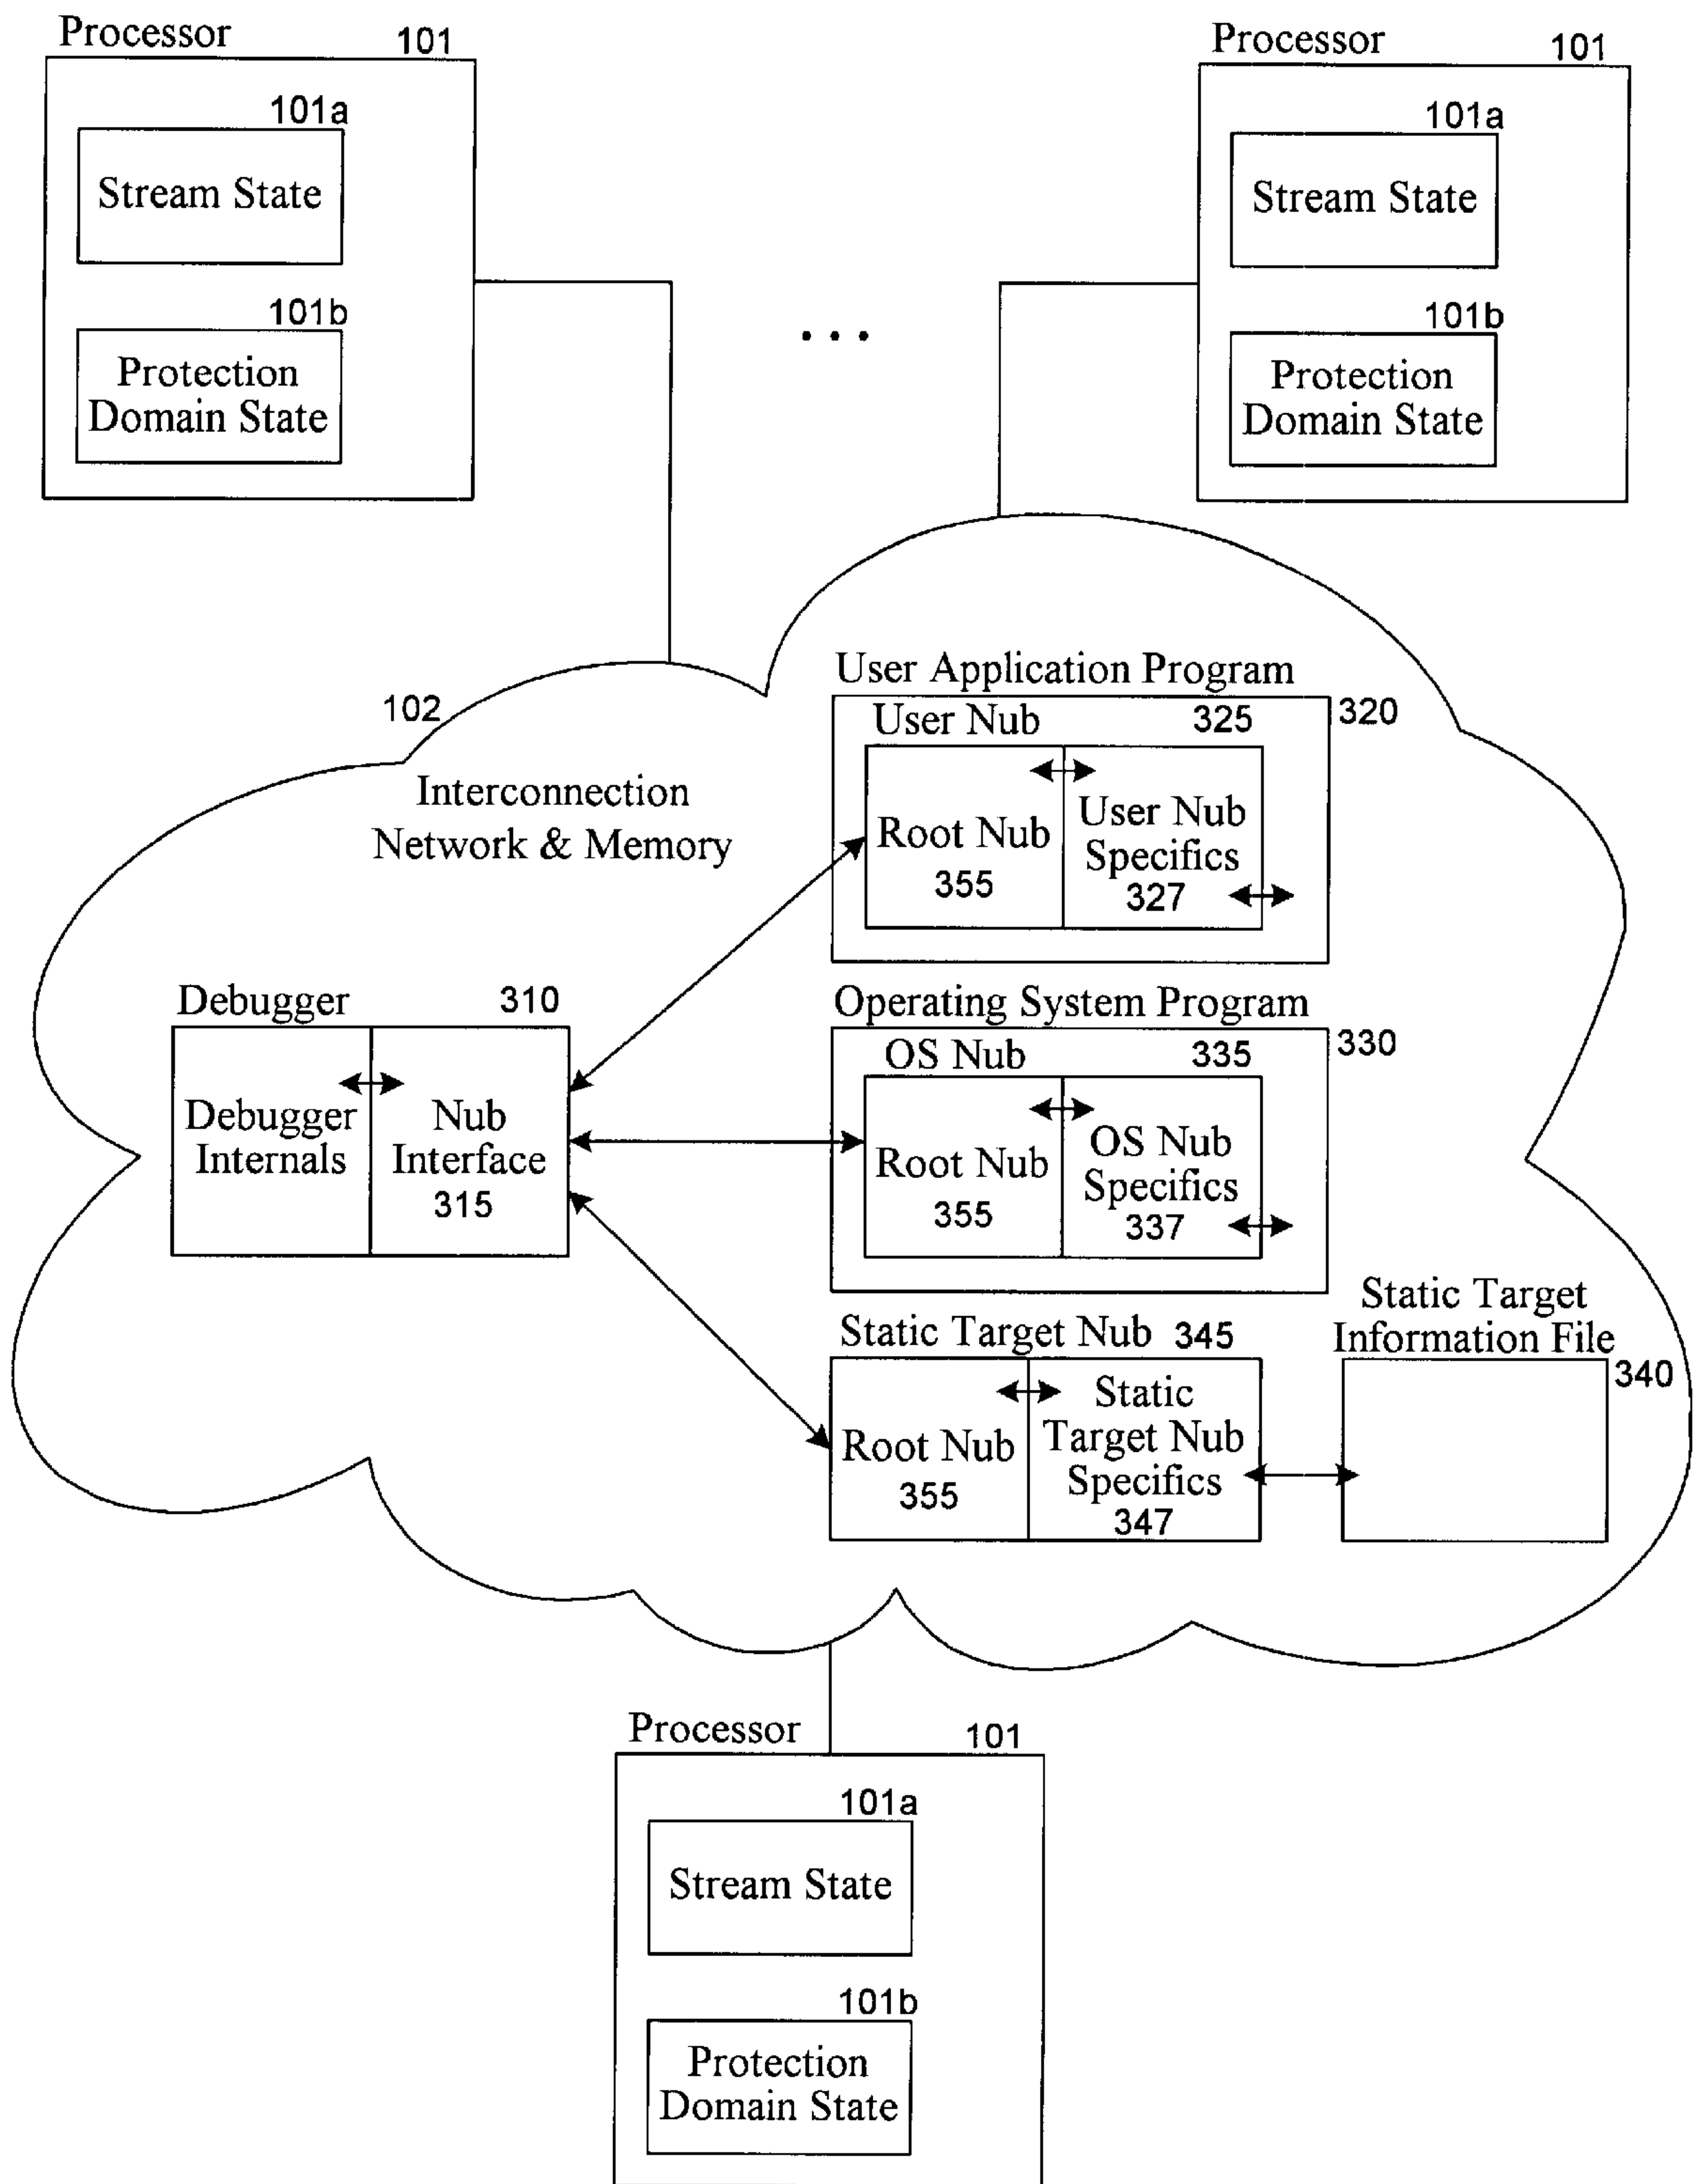 Processor 101
101a
Stream State
101b
Protection
Domain State
Processor 101
101a
Stream State
101b
Protection
Domain State
...
102
Interconnection
Network & Memory
User Application Program
320
User Nub 325
Root Nub
355
User Nub
Specifics
327
Debugger 310
Debugger
Internals
Nub
Interface
315
Operating System Program
330
OS Nub 335
Root Nub
355
OS Nub
Specifics
337
Static Target Nub 345
Root Nub
355
Static
Target Nub
Specifics
347
Static Target
Information File
340
Processor 101
101a
Stream State
101b
Protection
Domain State